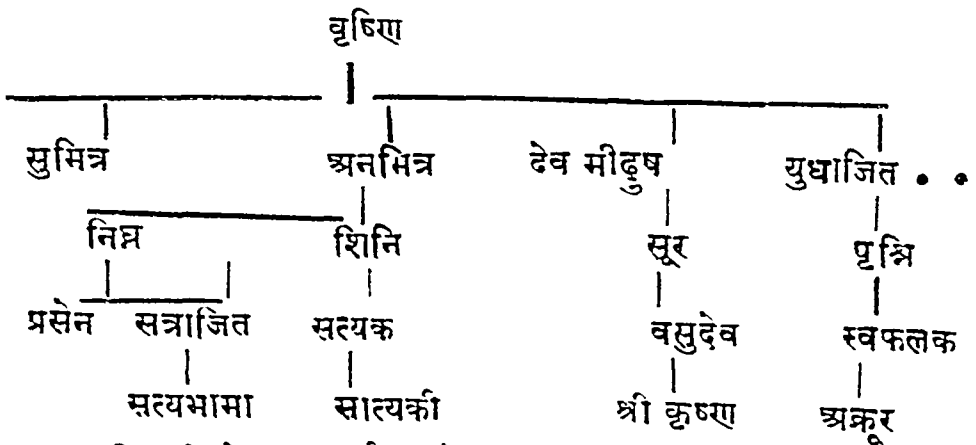 वृष्णि
सुमित्र अनमित्र देव मीढुष युधाजित . .
निघ्न शिनि सूर पृश्नि
प्रसेन सत्राजित सत्यक वसुदेव स्वफलक
सत्यभामा सात्यकी श्री कृष्ण अक्रूर